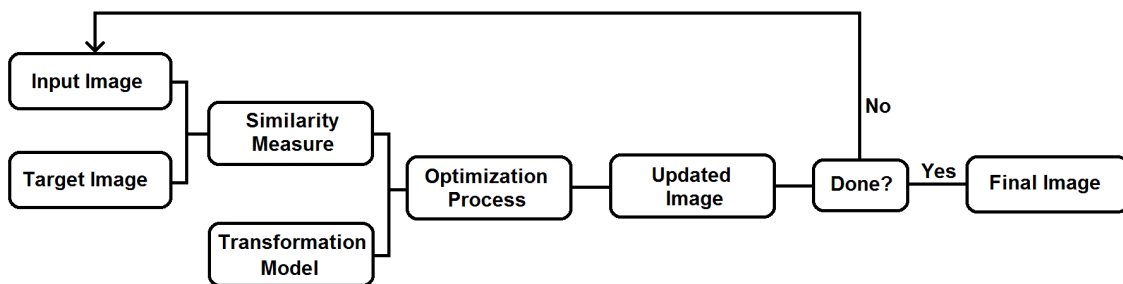 Input Image
Target Image
Similarity
Measure
Transformation
Model
Optimization
Process
Updated
Image
Done?
No
Yes
Final Image